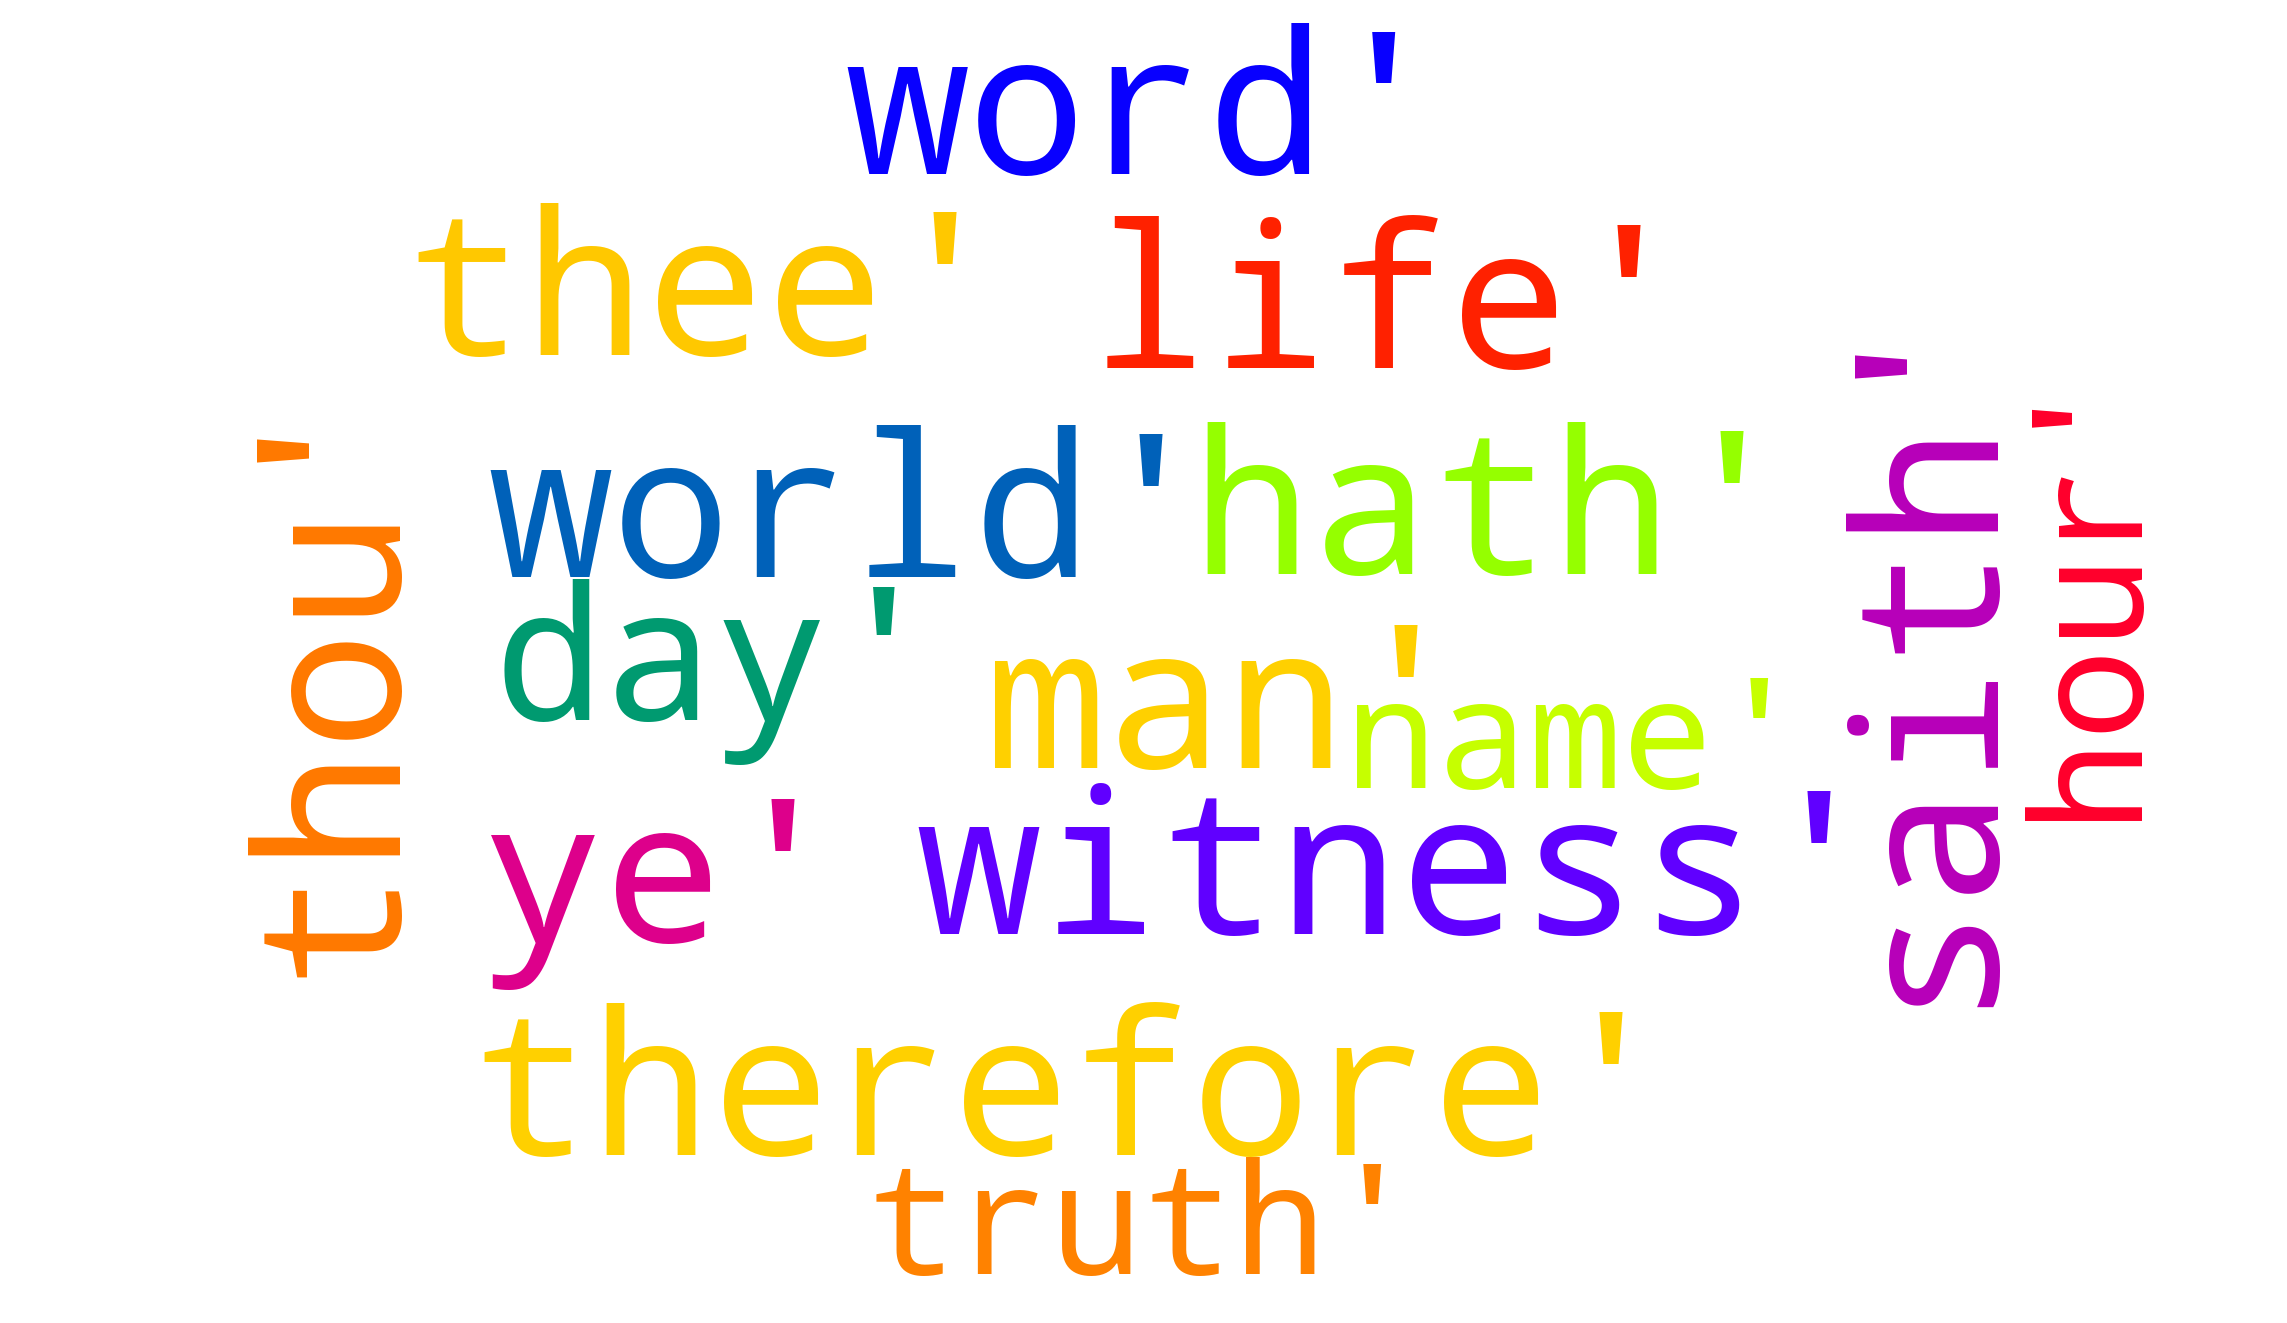 word'
thee' life'
world' hath'
thou'
saith'
hour'
day'
man' name'
ye' witness'
therefore'
truth'